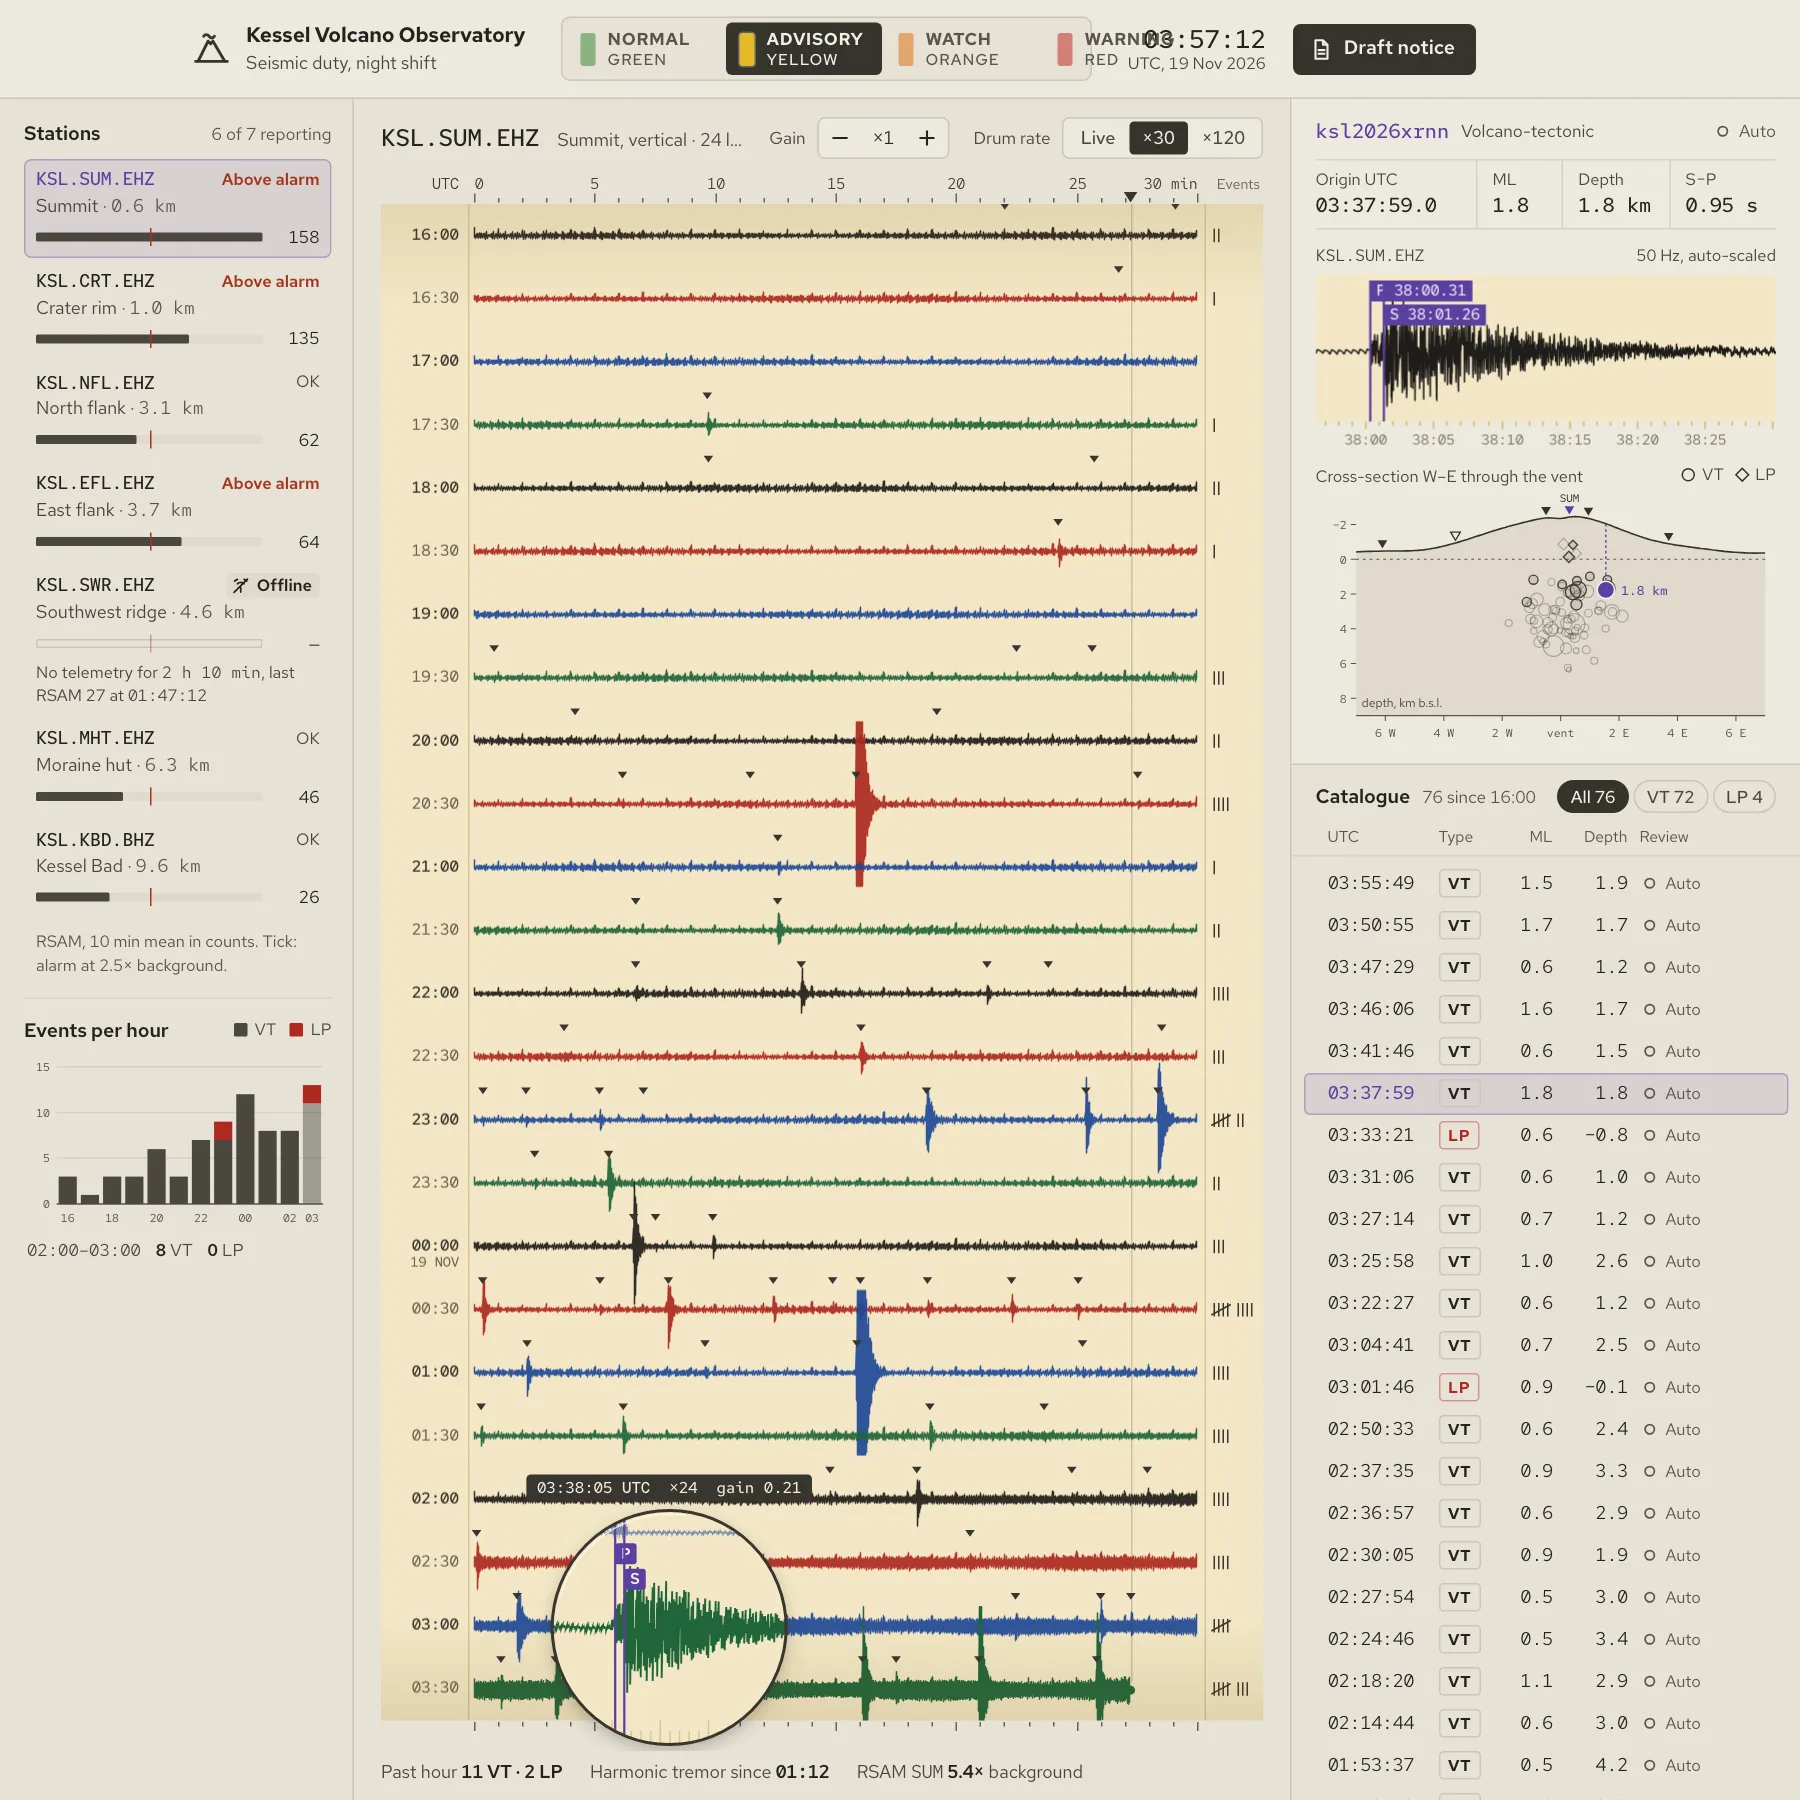 Kessel Volcano Observatory
Seismic duty, night shift
NORMAL
GREEN
ADVISORY
YELLOW
WATCH
ORANGE
WARNING
RED
03:57:12
UTC, 19 Nov 2026
Draft notice
Stations
6 of 7 reporting
KSL.SUM.EHZ
Above alarm
Summit · 0.6 km
158
KSL.CRT.EHZ
Above alarm
Crater rim · 1.0 km
135
KSL.NFL.EHZ
OK
North flank · 3.1 km
62
KSL.EFL.EHZ
Above alarm
East flank · 3.7 km
64
KSL.SWR.EHZ
Offline
Southwest ridge · 4.6 km
–
No telemetry for 2 h 10 min, last
RSAM 27 at 01:47:12
KSL.MHT.EHZ
OK
Moraine hut · 6.3 km
46
KSL.KBD.BHZ
OK
Kessel Bad · 9.6 km
26
RSAM, 10 min mean in counts. Tick:
alarm at 2.5× background.
Events per hour
VT
LP
15
10
5
0
16 18 20 22 00 02 03
02:00–03:00 8 VT 0 LP
KSL.SUM.EHZ
Summit, vertical · 24 l…
Gain
− ×1 +
Drum rate
Live
×30
×120
UTC 0 5 10 15 20 25 30 min Events
16:00
16:30
17:00
17:30
18:00
18:30
19:00
19:30
20:00
20:30
21:00
21:30
22:00
22:30
23:00
23:30
00:00
19 NOV
00:30
01:00
01:30
02:00
02:30
03:00
03:30
03:38:05 UTC ×24 gain 0.21
P
S
Past hour 11 VT · 2 LP
Harmonic tremor since 01:12
RSAM SUM 5.4× background
ksl2026xrnn Volcano-tectonic
Auto
Origin UTC
03:37:59.0
ML
1.8
Depth
1.8 km
S–P
0.95 s
KSL.SUM.EHZ
50 Hz, auto-scaled
P 38:00.31
S 38:01.26
38:00 38:05 38:10 38:15 38:20 38:25
Cross-section W–E through the vent
VT
LP
SUM
−2
0
2
4
6
8
1.8 km
depth, km b.s.l.
6 W 4 W 2 W vent 2 E 4 E 6 E
Catalogue
76 since 16:00
All 76
VT 72
LP 4
UTC Type ML Depth Review
03:55:49 VT 1.5 1.9 Auto
03:50:55 VT 1.7 1.7 Auto
03:47:29 VT 0.6 1.2 Auto
03:46:06 VT 1.6 1.7 Auto
03:41:46 VT 0.6 1.5 Auto
03:37:59 VT 1.8 1.8 Auto
03:33:21 LP 0.6 −0.8 Auto
03:31:06 VT 0.6 1.0 Auto
03:27:14 VT 0.7 1.2 Auto
03:25:58 VT 1.0 2.6 Auto
03:22:27 VT 0.6 1.2 Auto
03:04:41 VT 0.7 2.5 Auto
03:01:46 LP 0.9 −0.1 Auto
02:50:33 VT 0.6 2.4 Auto
02:37:35 VT 0.9 3.3 Auto
02:36:57 VT 0.6 2.9 Auto
02:30:05 VT 0.9 1.9 Auto
02:27:54 VT 0.5 3.0 Auto
02:24:46 VT 0.5 3.4 Auto
02:18:20 VT 1.1 2.9 Auto
02:14:44 VT 0.6 3.0 Auto
01:53:37 VT 0.5 4.2 Auto